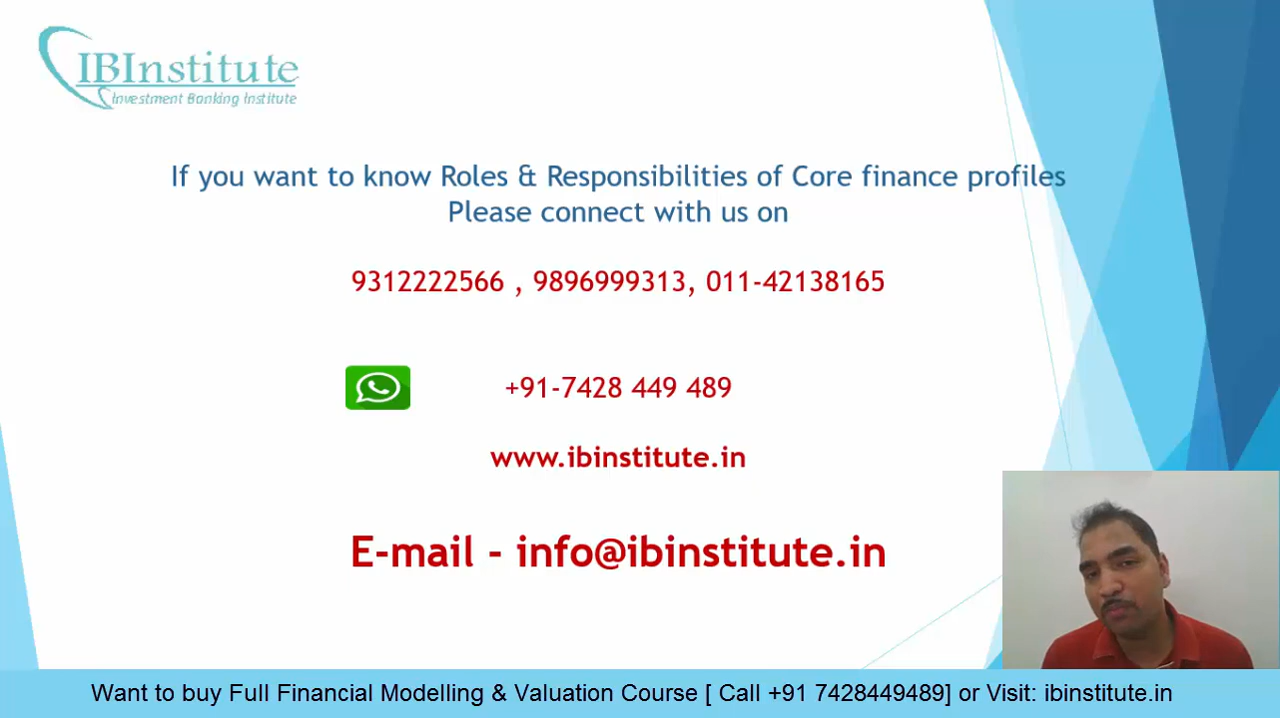 IBInstitute
Investment Banking Institute
If you want to know Roles & Responsibilities of Core finance profiles
Please connect with us on
9312222566 , 9896999313, 011-42138165
+91-7428 449 489
www.ibinstitute.in
E-mail - info@ibinstitute.in
Want to buy Full Financial Modelling & Valuation Course [ Call +91 7428449489] or Visit: ibinstitute.in